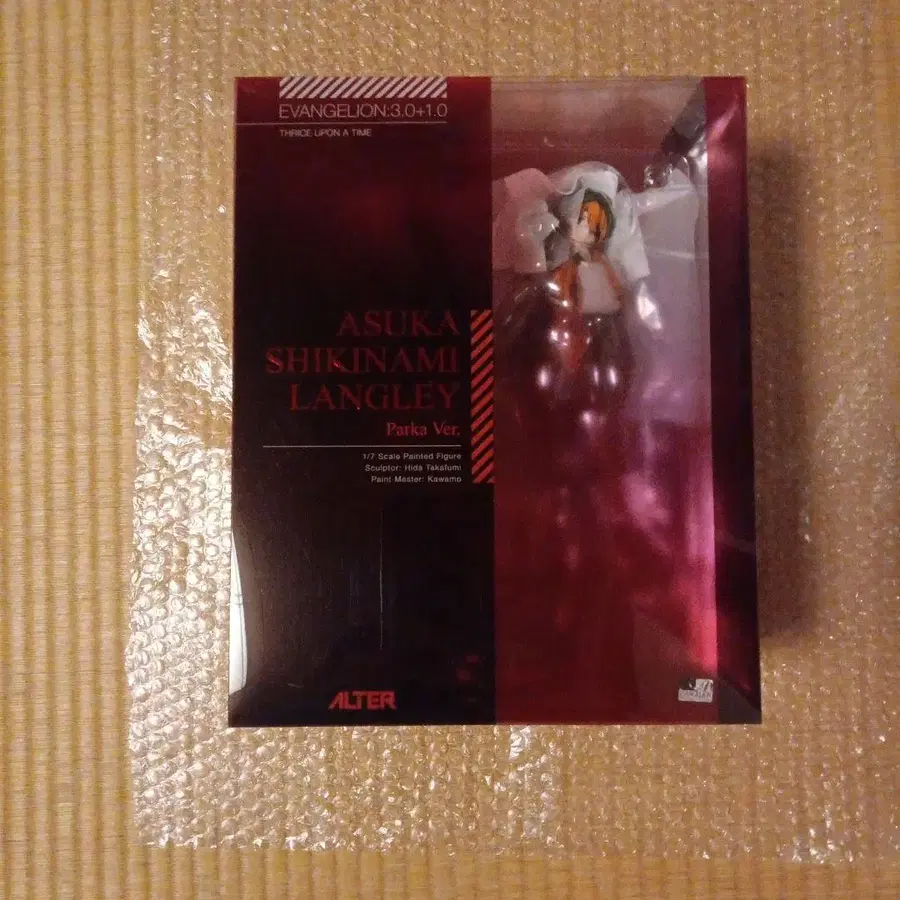 EVANGELION:3.0+1.0
THRICE UPON A TIME
ASUKA
SHIKINAMI
LANGLEY
Parka Ver.
1/7 Scale Painted Figure
Sculptor: Hida Takafumi
Paint Master: Kawamo
ALTER